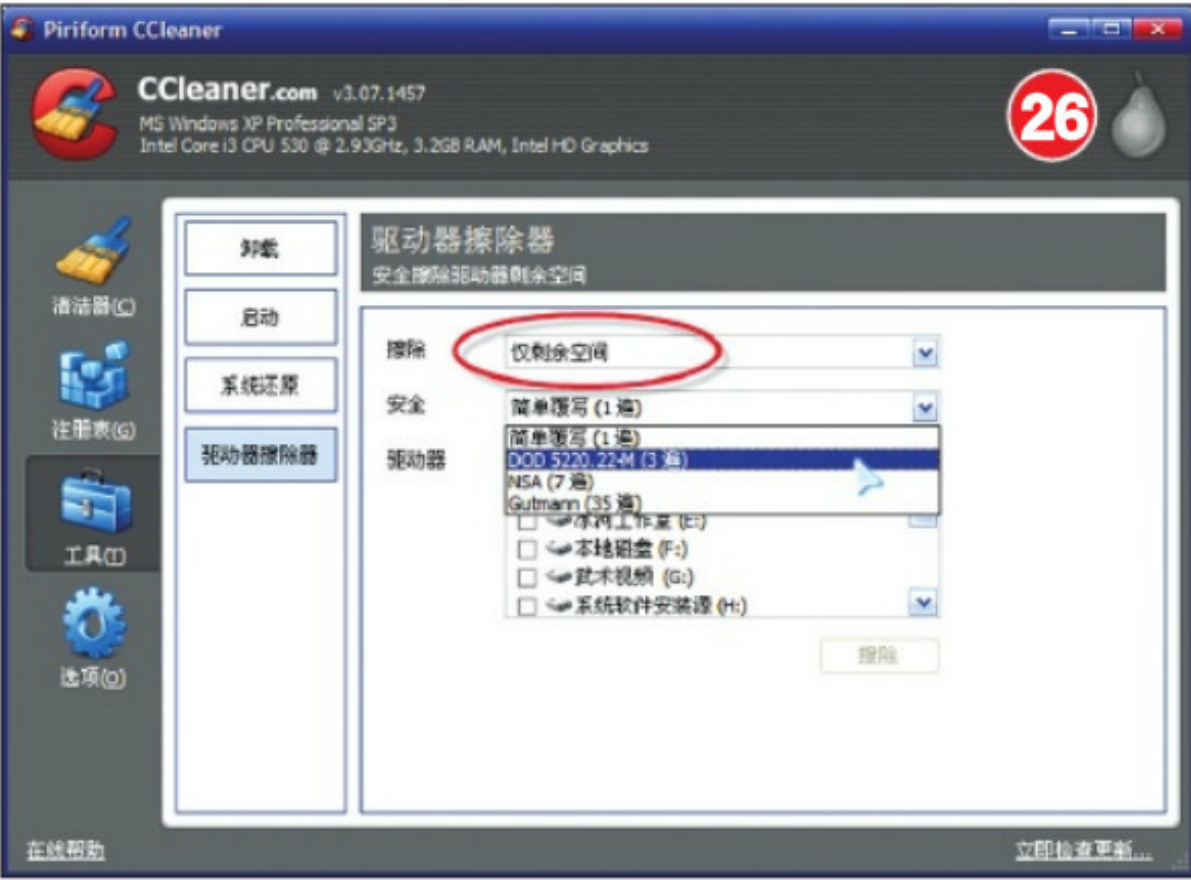 Piriform CCleaner
CCleaner.com v3.07.1457
MS Windows XP Professional SP3
Intel Core i3 CPU 530 @ 2.93GHz, 3.2GB RAM, Intel HD Graphics
26
清洁器(C)
注册表(G)
工具(T)
选项(O)
卸载
启动
系统还原
驱动器擦除器
驱动器擦除器
安全擦除驱动器剩余空间
擦除 仅剩余空间
安全 简单覆写 (1 遍)
驱动器
简单覆写 (1 遍)
DOD 5220.22-M (3 遍)
NSA (7 遍)
Gutmann (35 遍)
冰河工作室 (E:)
本地磁盘 (F:)
武术视频 (G:)
系统软件安装源 (H:)
擦除
在线帮助
立即检查更新...